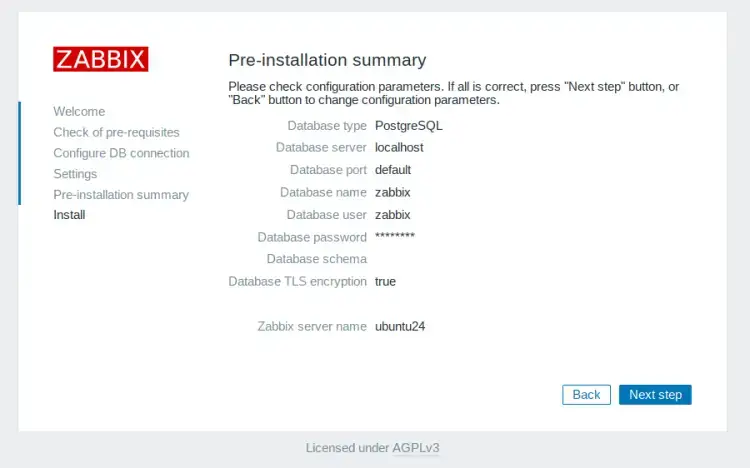 ZABBIX
Welcome
Check of pre-requisites
Configure DB connection
Settings
Pre-installation summary
Install
Pre-installation summary
Please check configuration parameters. If all is correct, press "Next step" button, or
"Back" button to change configuration parameters.
Database type PostgreSQL
Database server localhost
Database port default
Database name zabbix
Database user zabbix
Database password ********
Database schema
Database TLS encryption true
Zabbix server name ubuntu24
Back Next step
Licensed under AGPLv3